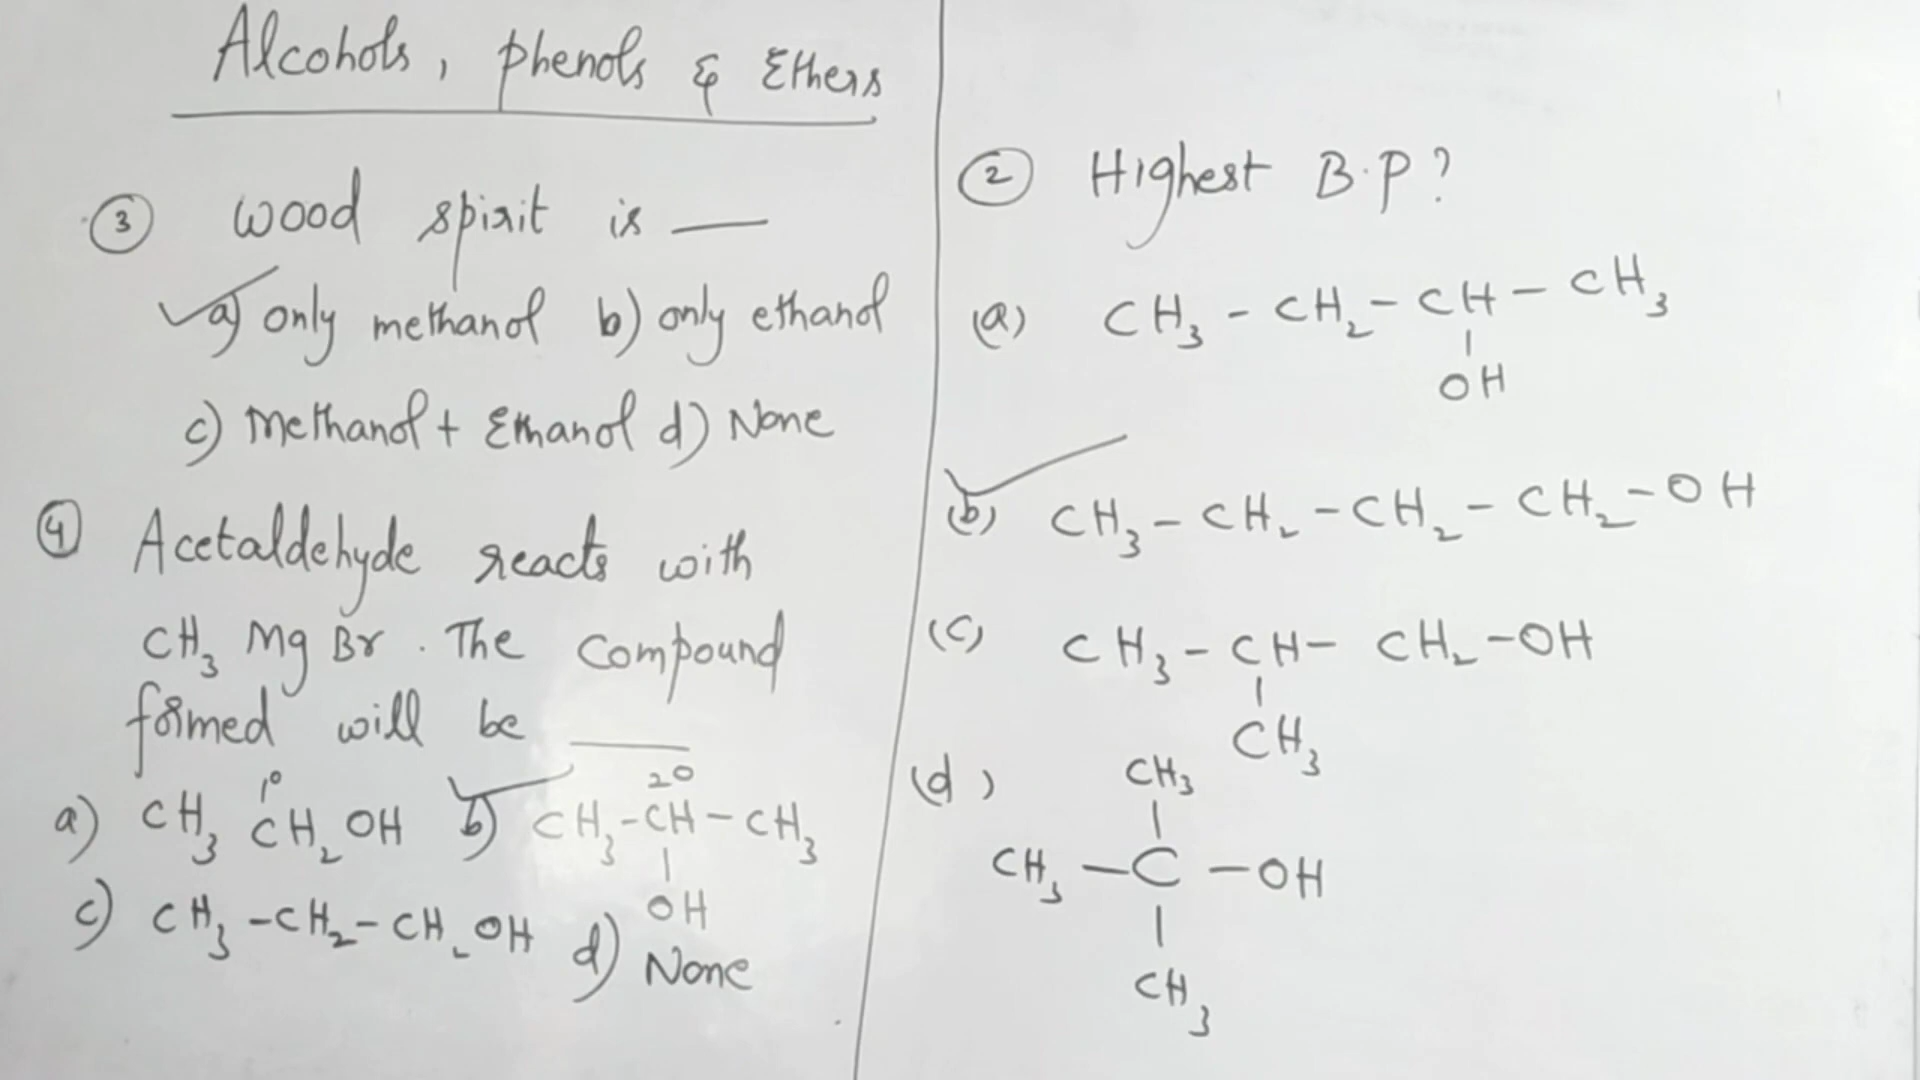 Alcohols, phenols & Ethers
③ wood spirit is —
a) only methanol b) only ethanol
c) Methanol + Ethanol d) None
④ Acetaldehyde reacts with
CH₃ Mg Br. The Compound
formed will be ___
1° 2°
a) CH₃ CH₂ OH b) CH₃-CH-CH₃
|
OH
c) CH₃-CH₂-CH₂OH d) None
② Highest B.P?
(a) CH₃ - CH₂ - CH - CH₃
|
OH
(b) CH₃ - CH₂ - CH₂ - CH₂ - OH
(c) CH₃ - CH - CH₂ - OH
|
CH₃
(d) CH₃
|
CH₃ - C - OH
|
CH₃